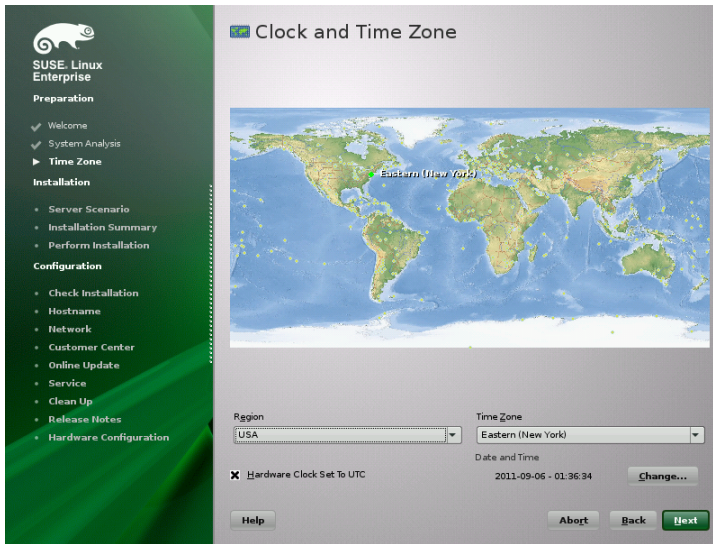 SUSE. Linux
Enterprise
Preparation
Welcome
System Analysis
Time Zone
Installation
Server Scenario
Installation Summary
Perform Installation
Configuration
Check Installation
Hostname
Network
Customer Center
Online Update
Service
Clean Up
Release Notes
Hardware Configuration
Clock and Time Zone
Eastern (New York)
Region
USA
Time Zone
Eastern (New York)
Hardware Clock Set To UTC
Date and Time
2011-09-06 - 01:36:34
Change...
Help
Abort
Back
Next